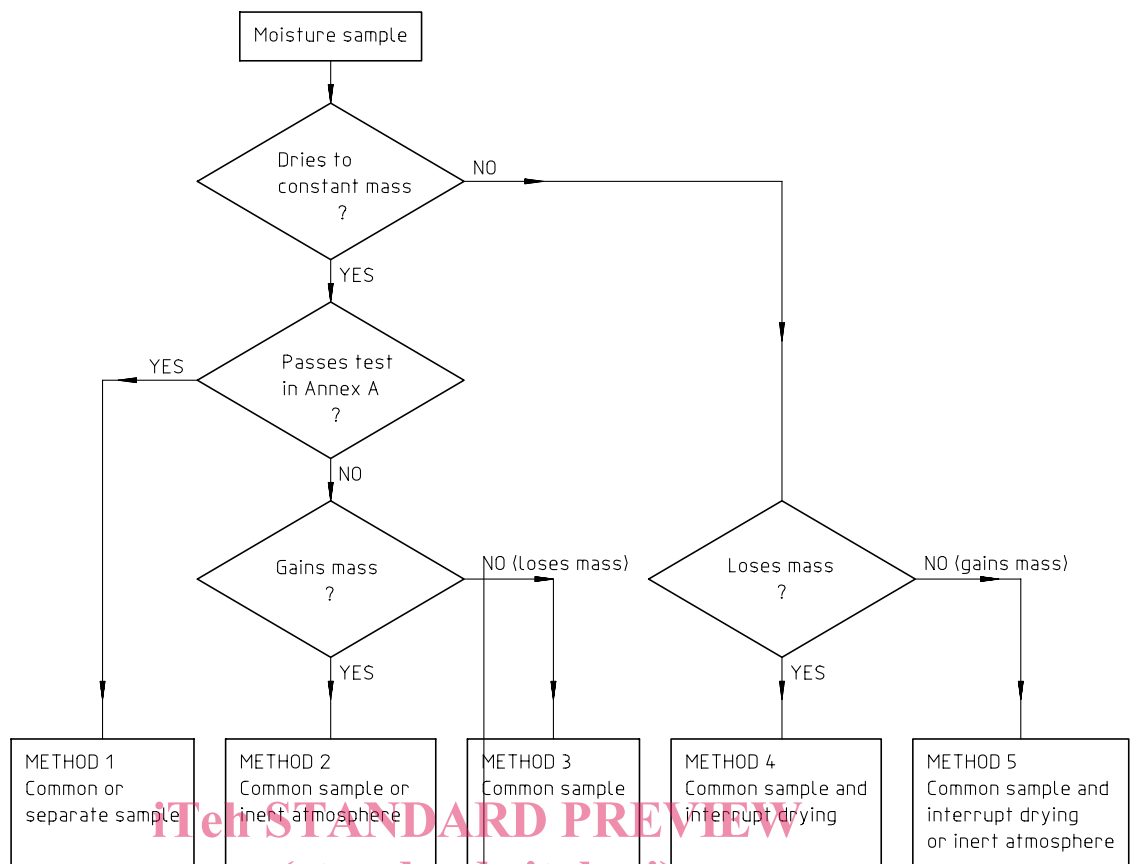 Moisture sample
Dries to
constant mass
?
NO
YES
Passes test
in Annex A
?
YES
NO
Gains mass
?
NO (loses mass)
YES
Loses mass
?
NO (gains mass)
YES
METHOD 1
Common or
separate sample
METHOD 2
Common sample or
inert atmosphere
METHOD 3
Common sample
METHOD 4
Common sample and
interrupt drying
METHOD 5
Common sample and
interrupt drying
or inert atmosphere
iTeh STANDARD PREVIEW